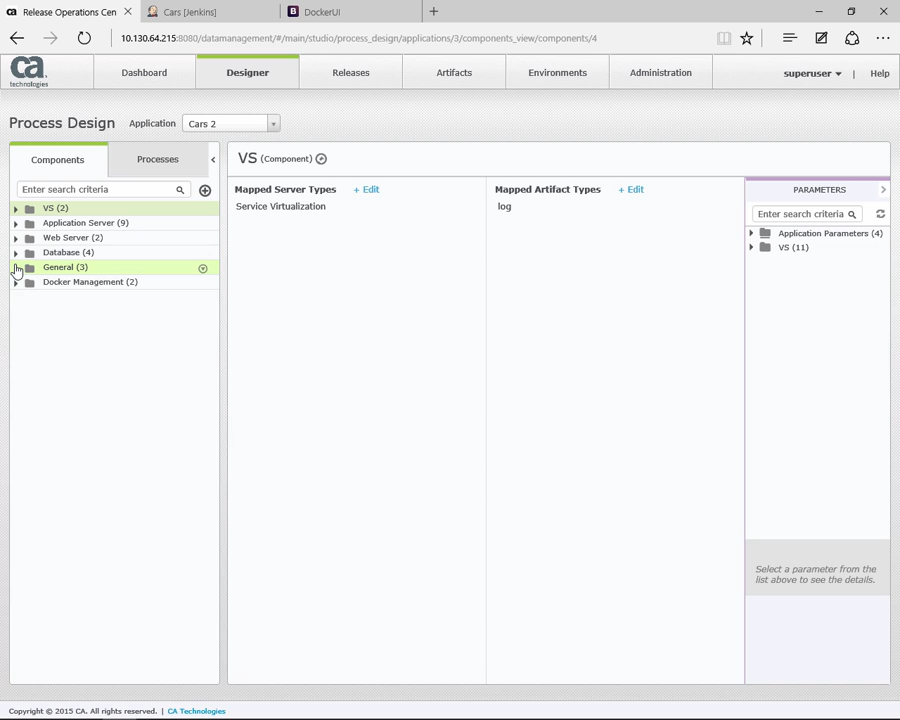 ca Release Operations Cen
Cars [Jenkins]
B DockerUI
10.130.64.215:8080/datamanagement/#/main/studio/process_design/applications/3/components_view/components/4
ca
technologies
Dashboard
Designer
Releases
Artifacts
Environments
Administration
superuser
|
Help
Process Design
Application
Cars 2
Components
Processes
Enter search criteria
VS (2)
Application Server (9)
Web Server (2)
Database (4)
General (3)
Docker Management (2)
VS (Component)
Mapped Server Types
+ Edit
Service Virtualization
Mapped Artifact Types
+ Edit
log
PARAMETERS
Enter search criteria
Application Parameters (4)
VS (11)
Select a parameter from the
list above to see the details.
Copyright © 2015 CA. All rights reserved. | CA Technologies